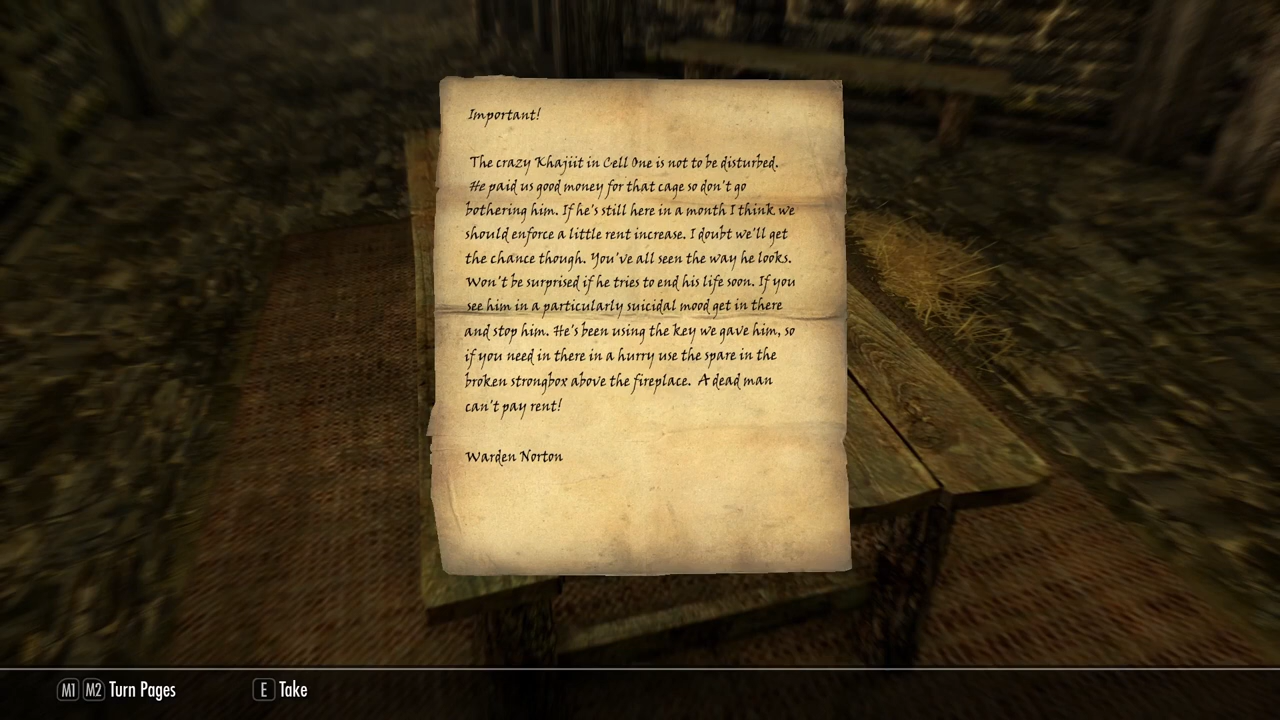 Important!
The crazy Khajiit in Cell One is not to be disturbed.
He paid us good money for that cage so don't go
bothering him. If he's still here in a month I think we
should enforce a little rent increase. I doubt we'll get
the chance though. You've all seen the way he looks.
Won't be surprised if he tries to end his life soon. If you
see him in a particularly suicidal mood get in there
and stop him. He's been using the key we gave him, so
if you need in there in a hurry use the spare in the
broken strongbox above the fireplace. A dead man
can't pay rent!
Warden Norton
M1 M2 Turn Pages E Take